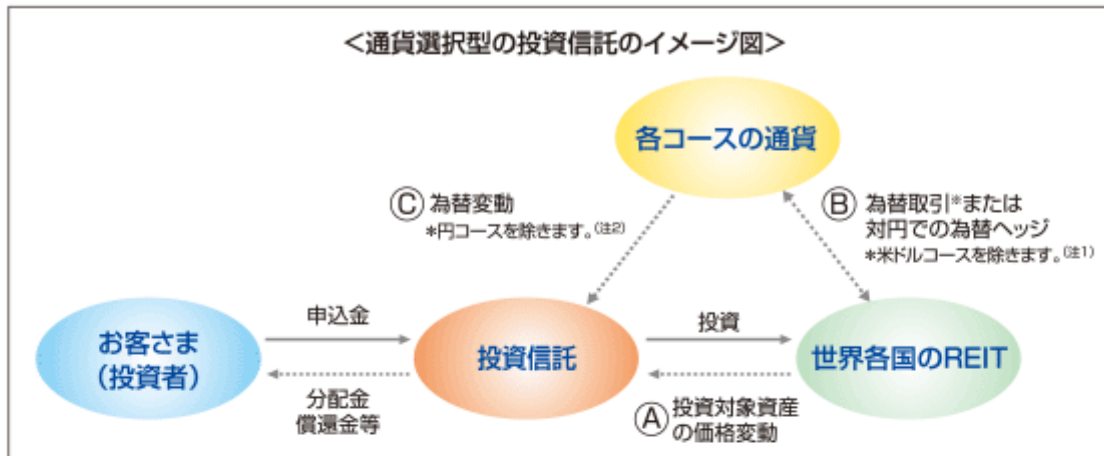 ＜通貨選択型の投資信託のイメージ図＞
各コースの通貨
Ⓒ 為替変動
＊円コースを除きます。(注2)
Ⓑ 為替取引＊または
対円での為替ヘッジ
＊米ドルコースを除きます。(注1)
お客さま
（投資者）
申込金
分配金
償還金等
投資信託
投資
世界各国のREIT
Ⓐ 投資対象資産
の価格変動